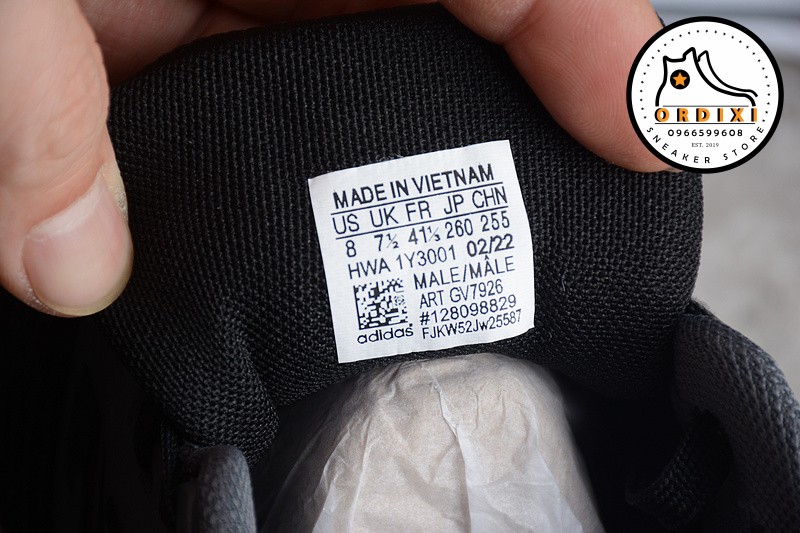 MADE IN VIETNAM
US UK FR JP CHN
8 7½ 41⅓ 260 255
HWA 1Y3001 02/22
MALE/MÂLE
ART GV7926
#128098829
FJKW52Jw25587
adidas
ORDIXI
0966599608
EST. 2019
SNEAKER STORE